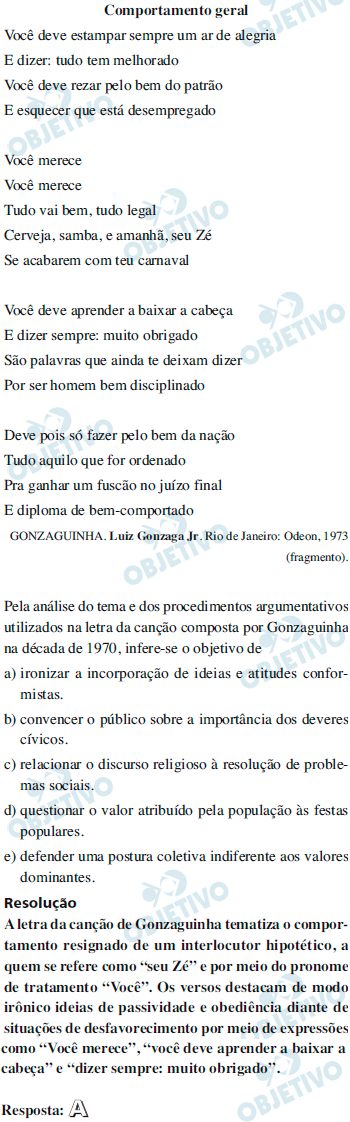 Comportamento geral
Você deve estampar sempre um ar de alegria
E dizer: tudo tem melhorado
Você deve rezar pelo bem do patrão
E esquecer que está desempregado
Você merece
Você merece
Tudo vai bem, tudo legal
Cerveja, samba, e amanhã, seu Zé
Se acabarem com teu carnaval
Você deve aprender a baixar a cabeça
E dizer sempre: muito obrigado
São palavras que ainda te deixam dizer
Por ser homem bem disciplinado
Deve pois só fazer pelo bem da nação
Tudo aquilo que for ordenado
Pra ganhar um fuscão no juízo final
E diploma de bem-comportado
GONZAGUINHA. Luiz Gonzaga Jr. Rio de Janeiro: Odeon, 1973
(fragmento).
Pela análise do tema e dos procedimentos argumentativos
utilizados na letra da canção composta por Gonzaguinha
na década de 1970, infere-se o objetivo de
a) ironizar a incorporação de ideias e atitudes confor-
mistas.
b) convencer o público sobre a importância dos deveres
cívicos.
c) relacionar o discurso religioso à resolução de proble-
mas sociais.
d) questionar o valor atribuído pela população às festas
populares.
e) defender uma postura coletiva indiferente aos valores
dominantes.
Resolução
A letra da canção de Gonzaguinha tematiza o compor-
tamento resignado de um interlocutor hipotético, a
quem se refere como “seu Zé” e por meio do pronome
de tratamento “Você”. Os versos destacam de modo
irônico ideias de passividade e obediência diante de
situações de desfavorecimento por meio de expressões
como “Você merece”, “você deve aprender a baixar a
cabeça” e “dizer sempre: muito obrigado”.
Resposta: A
OBJETIVO
OBJETIVO
OBJETIVO
OBJETIVO
OBJETIVO
OBJETIVO
OBJETIVO
OBJETIVO
OBJETIVO
OBJETIVO
OBJETIVO